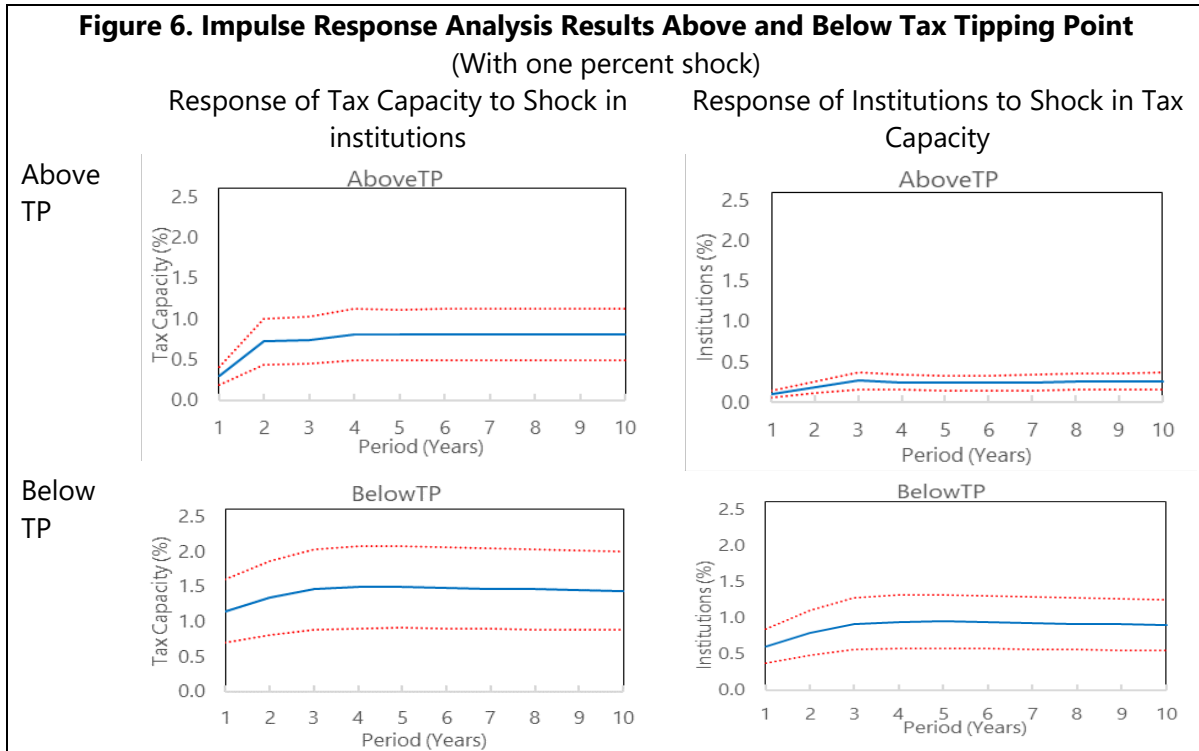 Figure 6. Impulse Response Analysis Results Above and Below Tax Tipping Point
(With one percent shock)
Response of Tax Capacity to Shock in
institutions
Response of Institutions to Shock in Tax
Capacity
Above
TP
AboveTP
Tax Capacity (%)
2.5
2.0
1.5
1.0
0.5
0.0
1 2 3 4 5 6 7 8 9 10
Period (Years)
AboveTP
Institutions (%)
2.5
2.0
1.5
1.0
0.5
0.0
1 2 3 4 5 6 7 8 9 10
Period (Years)
Below
TP
BelowTP
Tax Capacity (%)
2.5
2.0
1.5
1.0
0.5
0.0
1 2 3 4 5 6 7 8 9 10
Period (Years)
BelowTP
Institutions (%)
2.5
2.0
1.5
1.0
0.5
0.0
1 2 3 4 5 6 7 8 9 10
Period (Years)